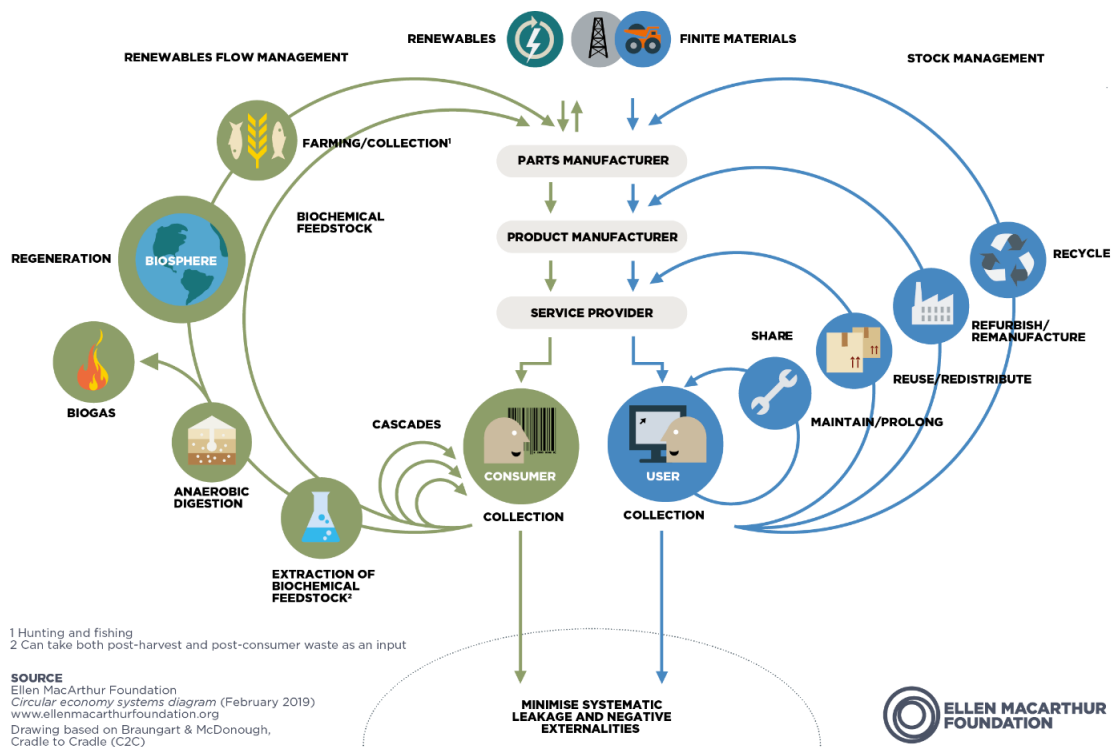 RENEWABLES
FINITE MATERIALS
RENEWABLES FLOW MANAGEMENT
STOCK MANAGEMENT
FARMING/COLLECTION¹
PARTS MANUFACTURER
BIOCHEMICAL
FEEDSTOCK
PRODUCT MANUFACTURER
REGENERATION
BIOSPHERE
RECYCLE
SERVICE PROVIDER
SHARE
REFURBISH/
REMANUFACTURE
REUSE/REDISTRIBUTE
BIOGAS
CASCADES
MAINTAIN/PROLONG
CONSUMER
USER
ANAEROBIC
DIGESTION
COLLECTION
COLLECTION
EXTRACTION OF
BIOCHEMICAL
FEEDSTOCK²
1 Hunting and fishing
2 Can take both post-harvest and post-consumer waste as an input
SOURCE
Ellen MacArthur Foundation
Circular economy systems diagram (February 2019)
www.ellenmacarthurfoundation.org
Drawing based on Braungart & McDonough,
Cradle to Cradle (C2C)
MINIMISE SYSTEMATIC
LEAKAGE AND NEGATIVE
EXTERNALITIES
ELLEN MACARTHUR
FOUNDATION